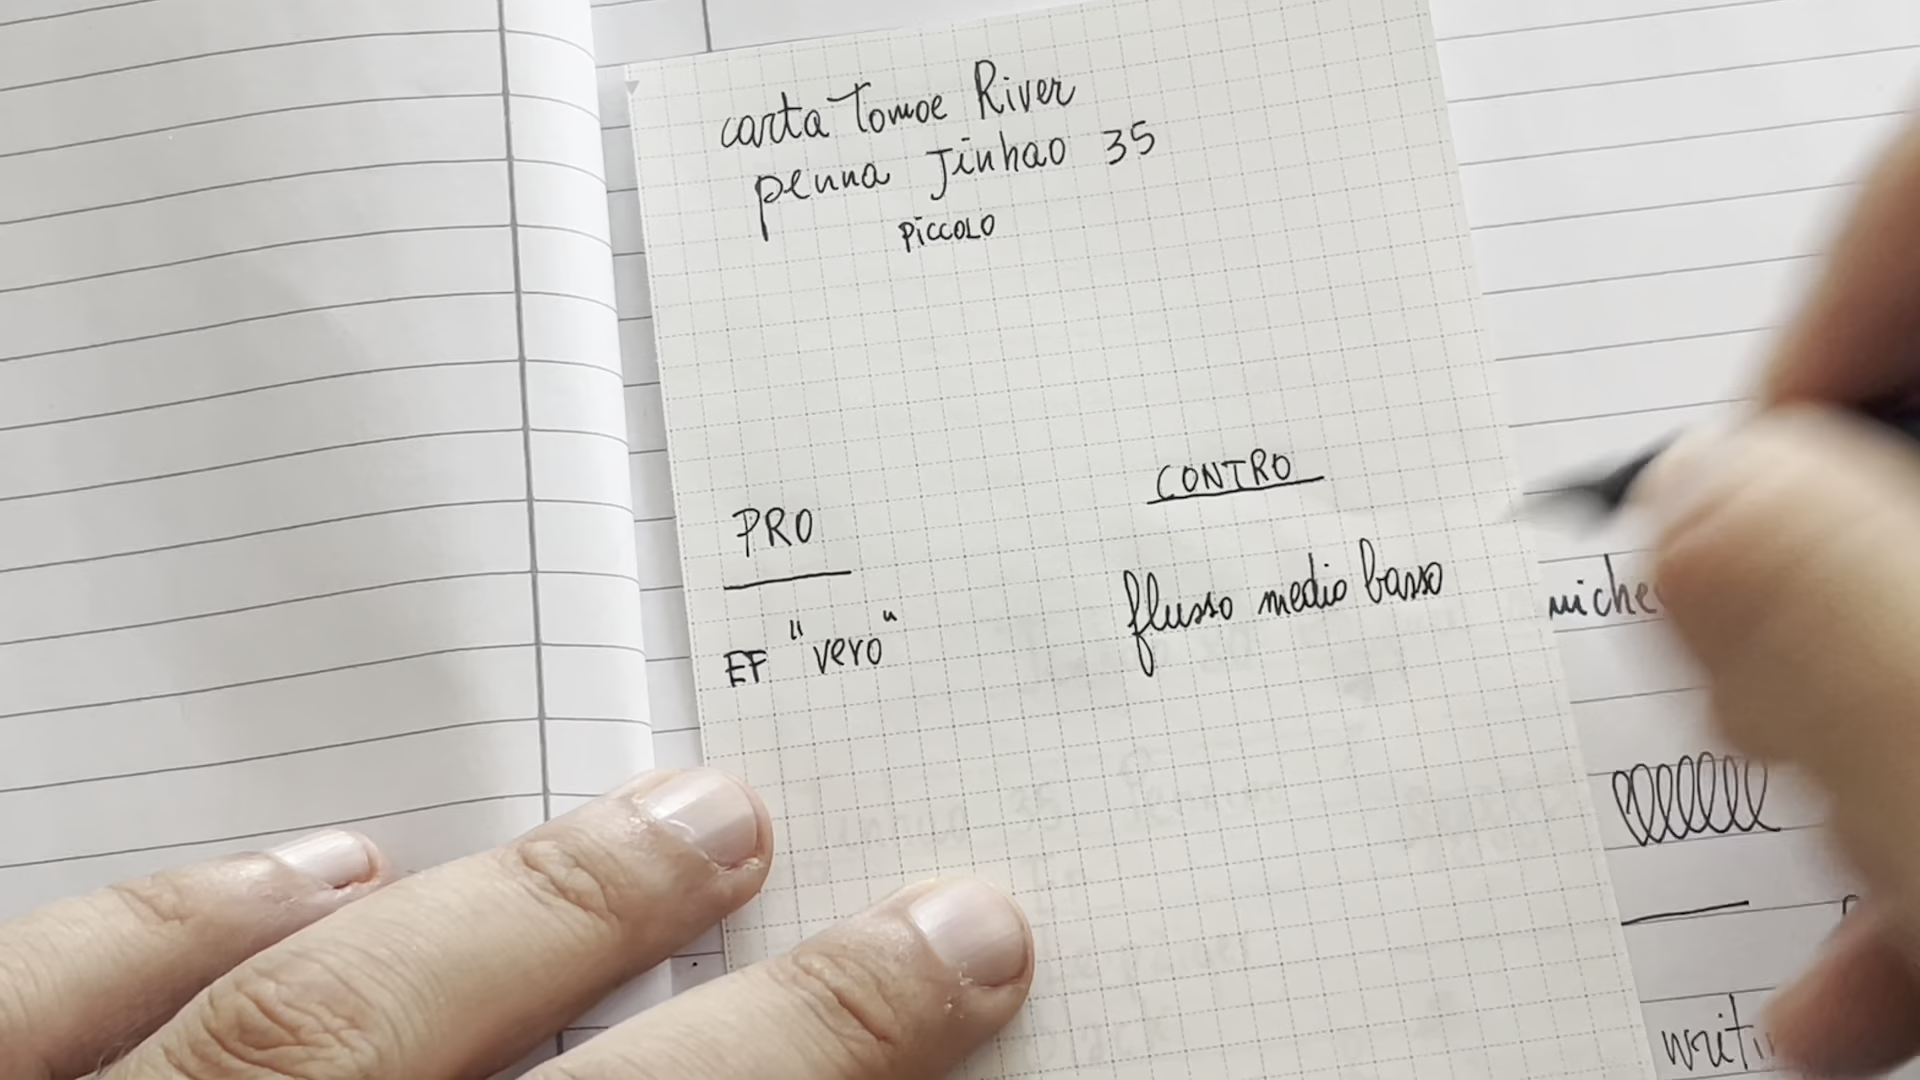 carta Tomoe River
penna Jinhao 35
PiCCOLO
PRO
CONTRO
EF "vero"
flusso medio basso